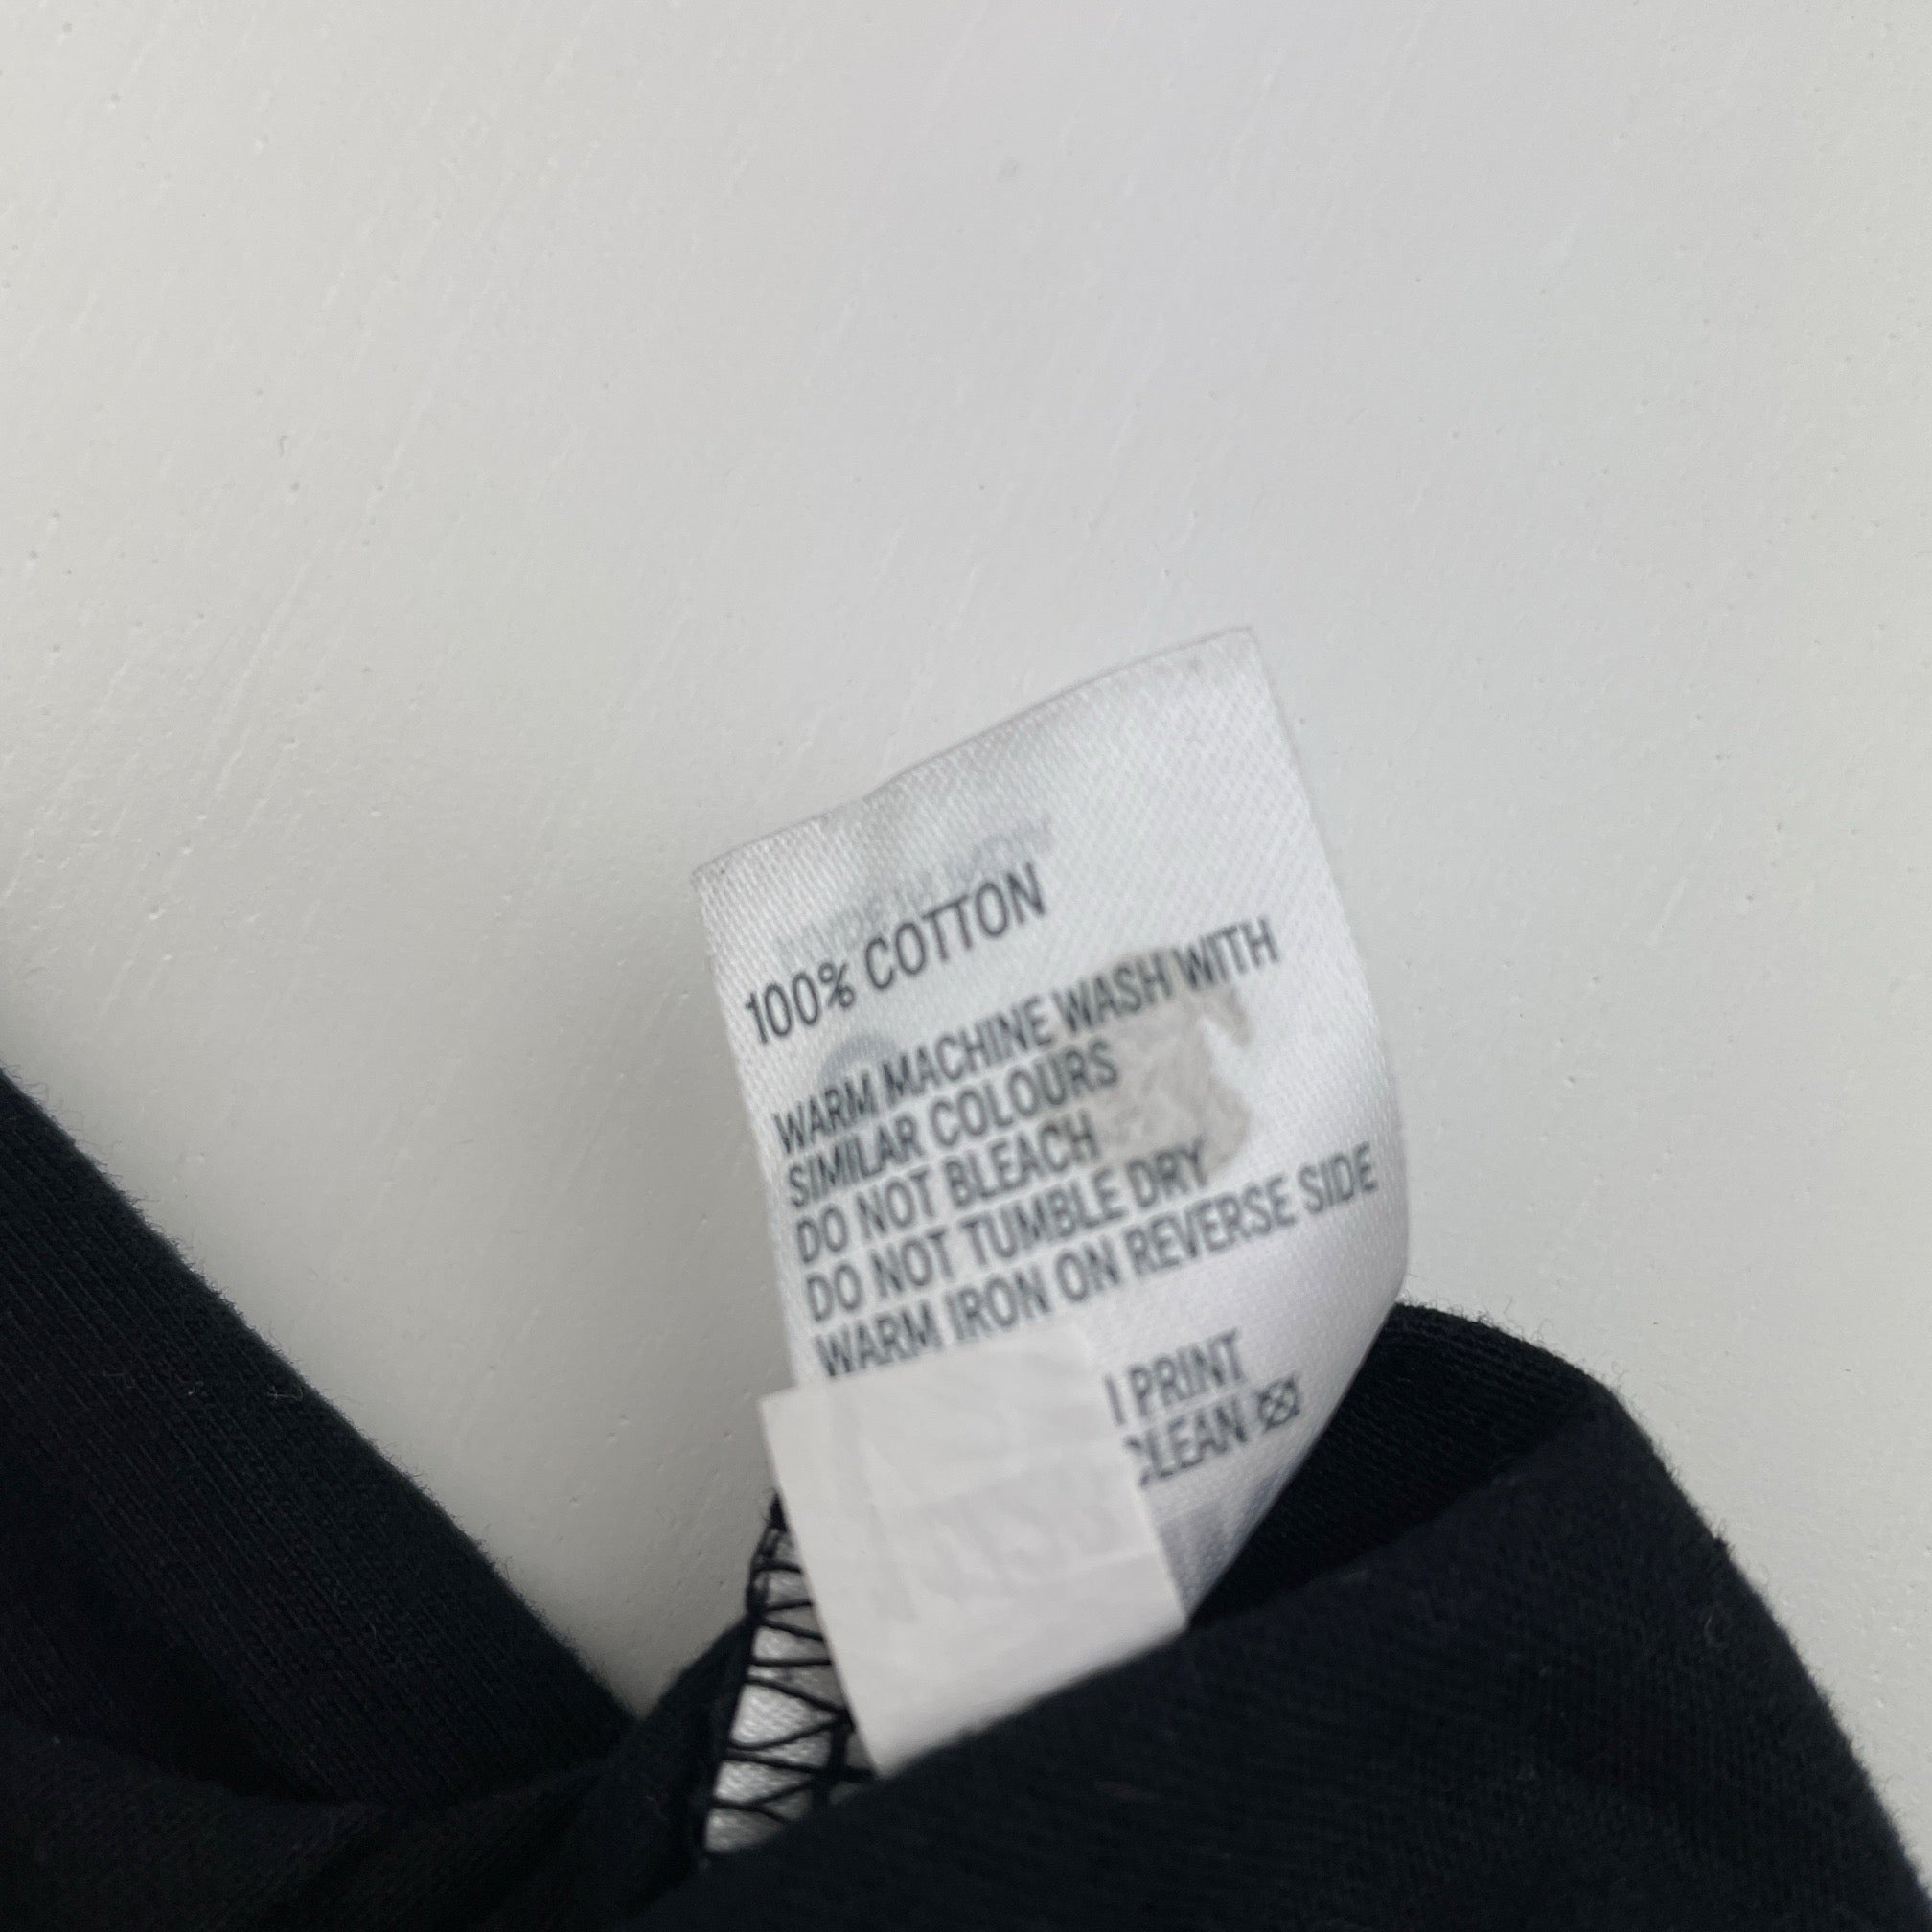 100% COTTON
WARM MACHINE WASH WITH
SIMILAR COLOURS
DO NOT BLEACH
DO NOT TUMBLE DRY
WARM IRON ON REVERSE SIDE
PRINT
CLEAN